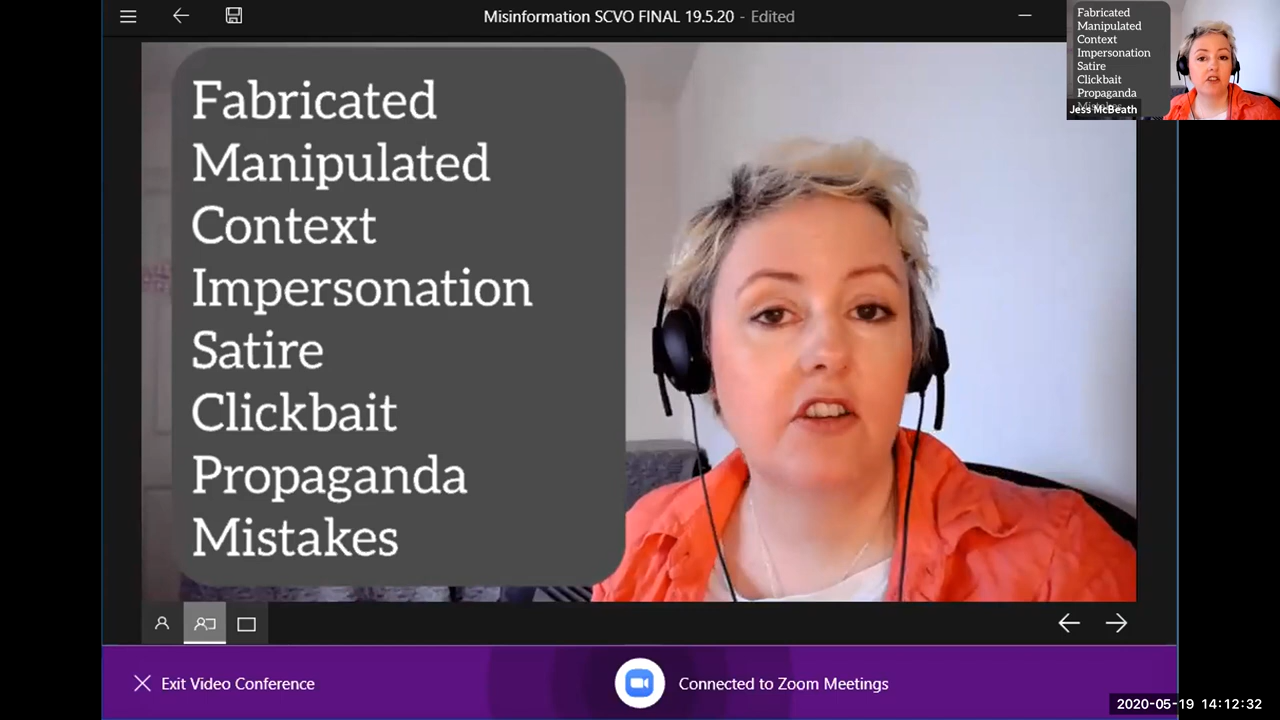 Misinformation SCVO FINAL 19.5.20 - Edited
Fabricated
Manipulated
Context
Impersonation
Satire
Clickbait
Propaganda
Mistakes
Fabricated
Manipulated
Context
Impersonation
Satire
Clickbait
Propaganda
Jess McBeath
Exit Video Conference
Connected to Zoom Meetings
2020-05-19 14:12:32